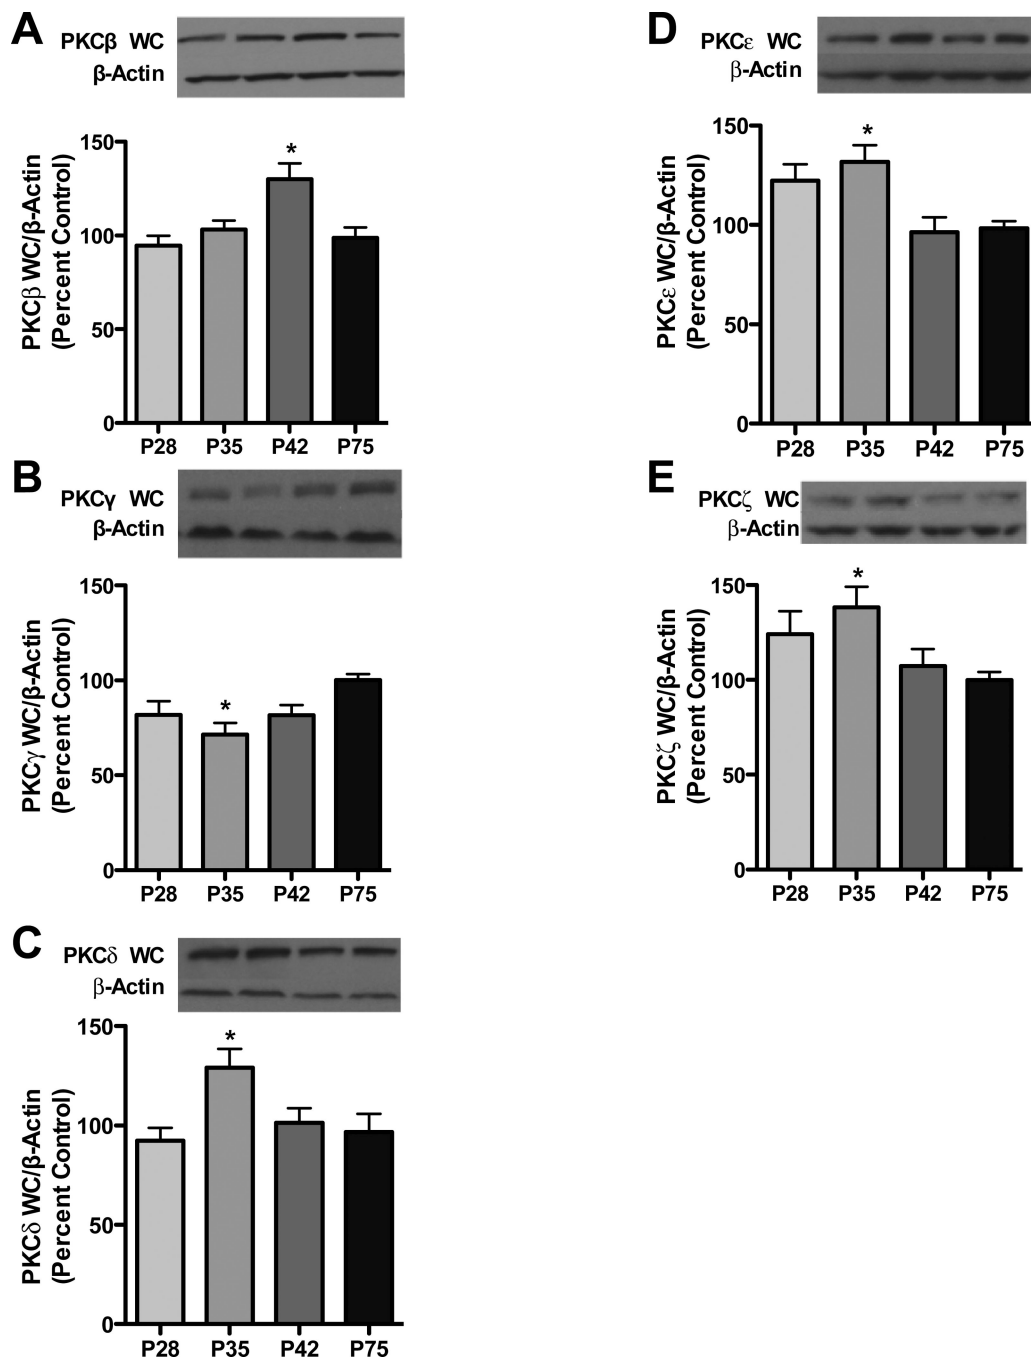 A
PKCβ WC
β-Actin
PKCβ WC/β-Actin
(Percent Control)
150
100
50
0
*
P28 P35 P42 P75
B
PKCγ WC
β-Actin
PKCγ WC/β-Actin
(Percent Control)
150
100
50
0
*
P28 P35 P42 P75
C
PKCδ WC
β-Actin
PKCδ WC/β-Actin
(Percent Control)
150
100
50
0
*
P28 P35 P42 P75
D
PKCε WC
β-Actin
PKCε WC/β-Actin
(Percent Control)
150
100
50
0
*
P28 P35 P42 P75
E
PKCζ WC
β-Actin
PKCζ WC/β-Actin
(Percent Control)
150
100
50
0
*
P28 P35 P42 P75